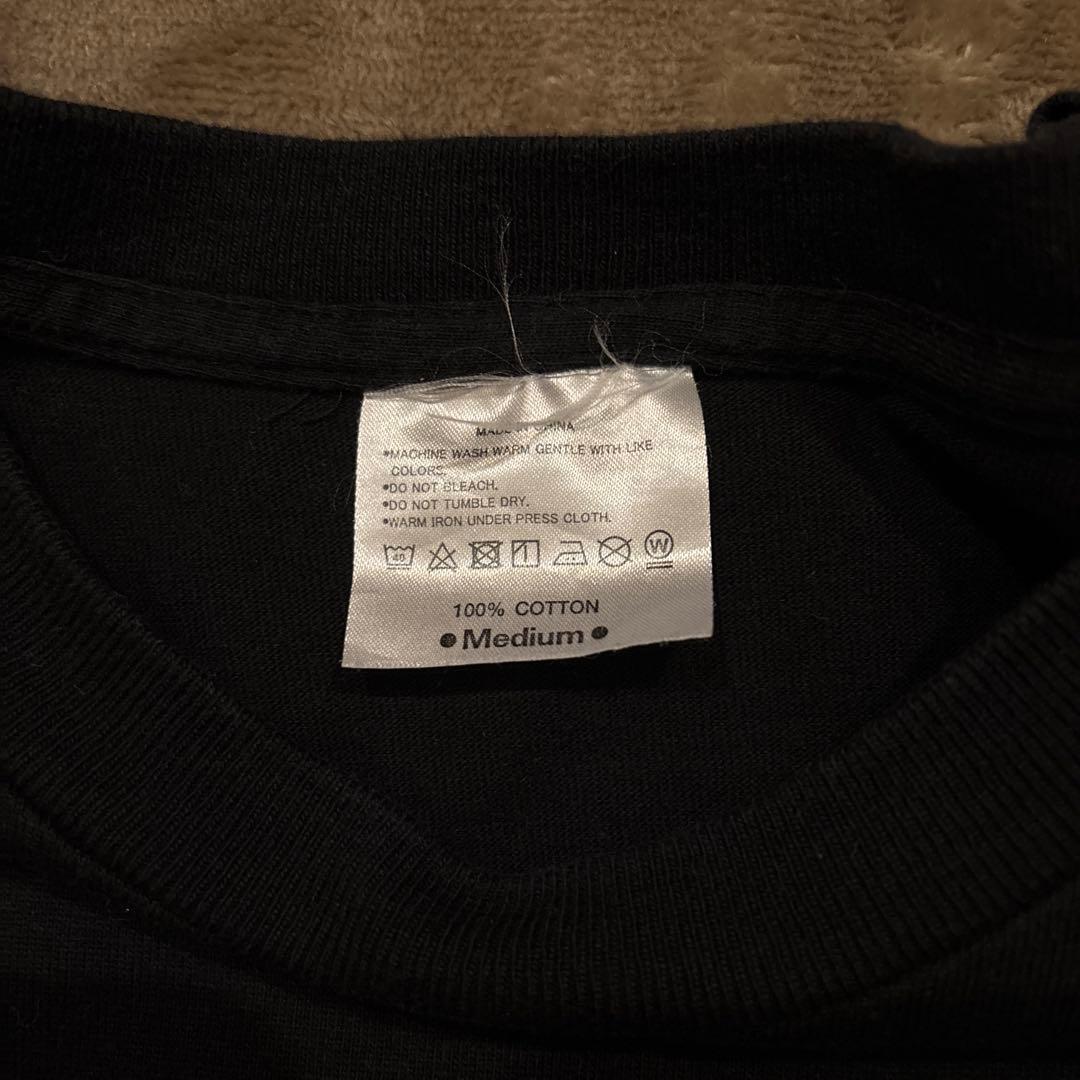 MADE IN CHINA
•MACHINE WASH WARM GENTLE WITH LIKE
COLORS.
•DO NOT BLEACH.
•DO NOT TUMBLE DRY.
•WARM IRON UNDER PRESS CLOTH.
40 W
100% COTTON
•Medium•